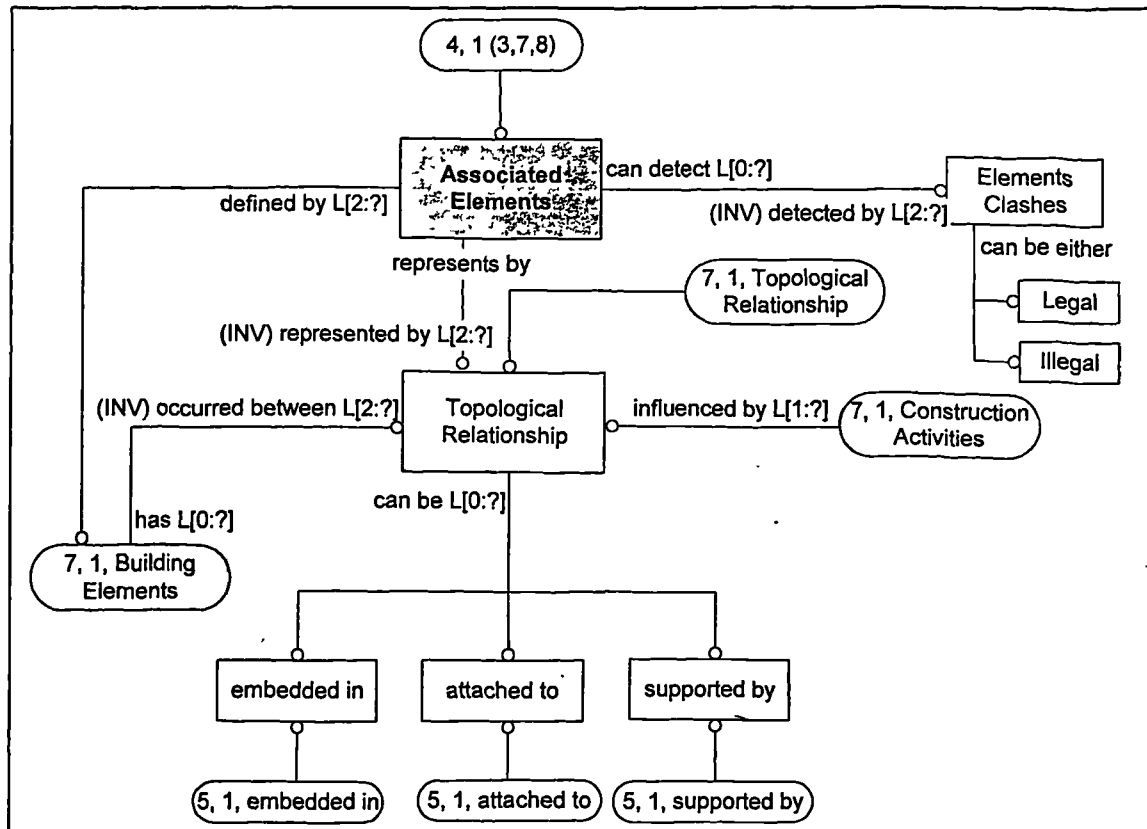 4, 1 (3,7,8)
Associated
Elements
can detect L[0:?]
Elements
Clashes
defined by L[2:?]
(INV) detected by L[2:?]
can be either
represents by
7, 1, Topological
Relationship
Legal
(INV) represented by L[2:?]
Illegal
(INV) occurred between L[2:?]
Topological
Relationship
influenced by L[1:?]
7, 1, Construction
Activities
can be L[0:?]
has L[0:?]
7, 1, Building
Elements
embedded in
attached to
supported by
5, 1, embedded in
5, 1, attached to
5, 1, supported by